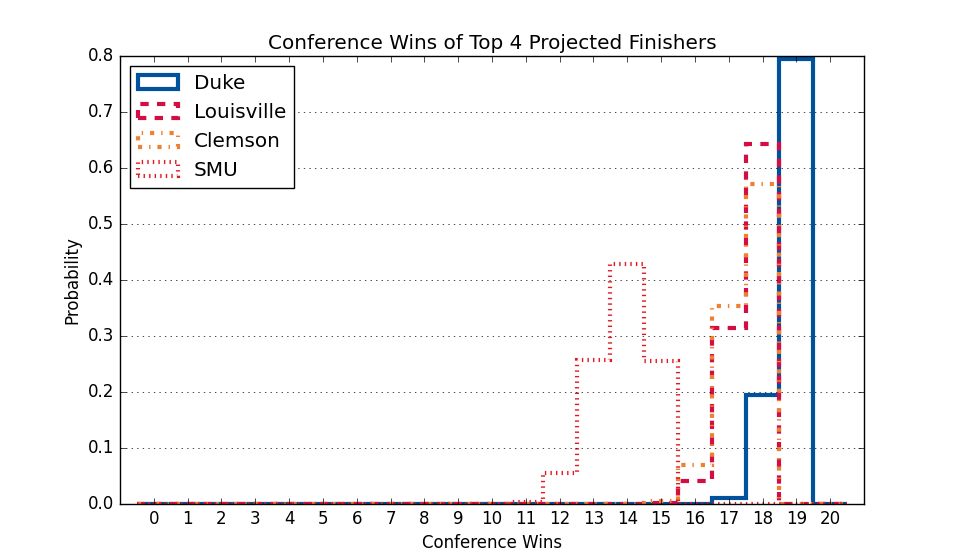 Conference Wins of Top 4 Projected Finishers
Duke
Louisville
Clemson
SMU
0.8
0.7
0.6
0.5
0.4
0.3
0.2
0.1
0.0
Probability
0 1 2 3 4 5 6 7 8 9 10 11 12 13 14 15 16 17 18 19 20
Conference Wins